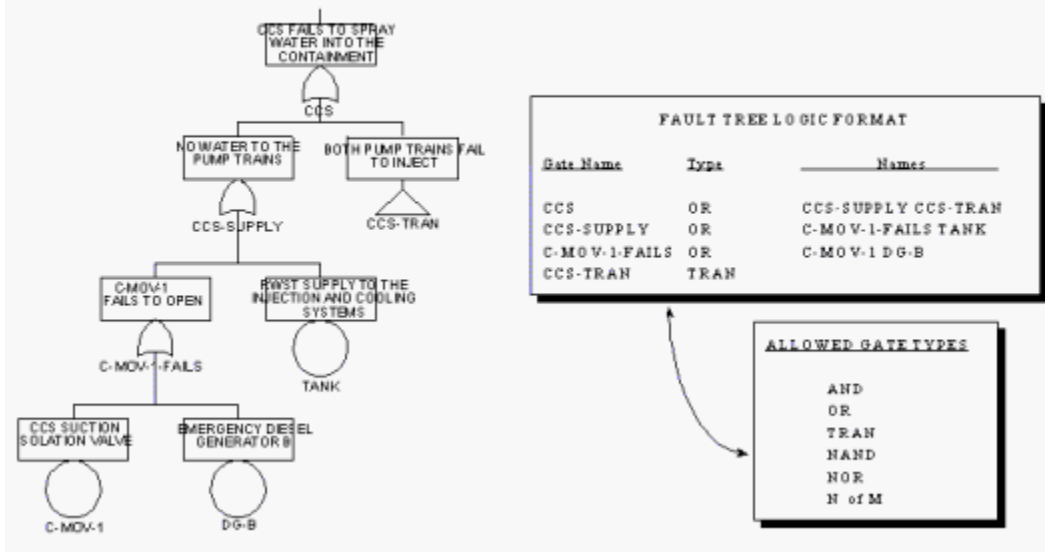 CCS FAILS TO SPRAY
WATER INTO THE
CONTAINMENT
CCS
NO WATER TO THE
PUMP TRAINS
BOTH PUMP TRAINS FAIL
TO INJECT
CCS-SUPPLY
CCS-TRAN
C-MOV-1
FAILS TO OPEN
RWST SUPPLY TO THE
INJECTION AND COOLING
SYSTEMS
C-MOV-1-FAILS
TANK
CCS SUCTION
ISOLATION VALVE
EMERGENCY DIESEL
GENERATOR B
C-MOV-1
DG-B
FAULT TREE LOGIC FORMAT
Gate Name Type Names
CCS OR CCS-SUPPLY CCS-TRAN
CCS-SUPPLY OR C-MOV-1-FAILS TANK
C-MOV-1-FAILS OR C-MOV-1 DG-B
CCS-TRAN TRAN
ALLOWED GATE TYPES
AND
OR
TRAN
NAND
NOR
N of M